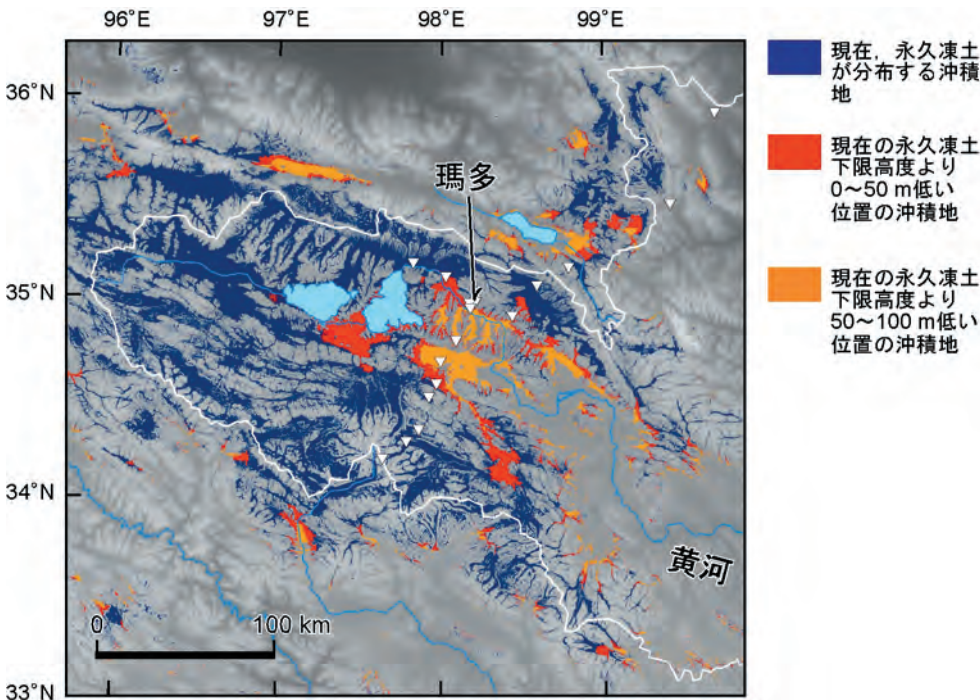 96°E
97°E
98°E
99°E
36°N
35°N
34°N
33°N
瑪多
黄河
0 100 km
現在，永久凍土
が分布する沖積
地
現在の永久凍土
下限高度より
0～50 m低い
位置の沖積地
現在の永久凍土
下限高度より
50～100 m低い
位置の沖積地